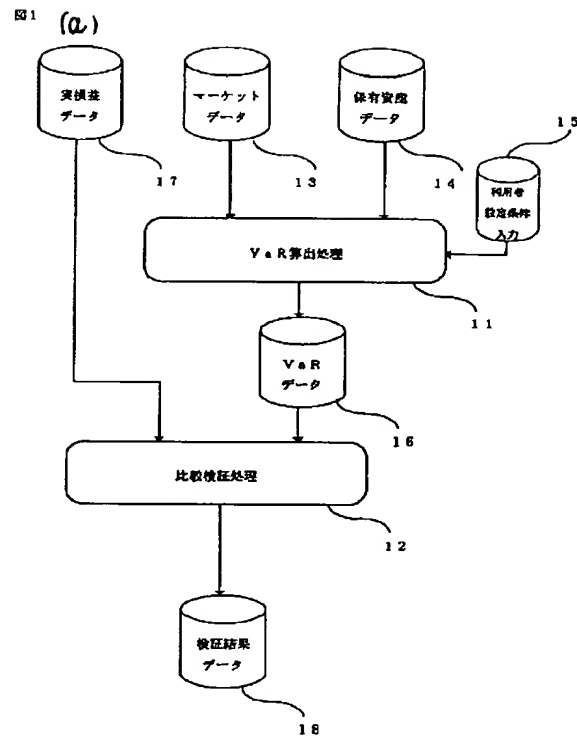 図1 (a)
実損益
データ
マーケット
データ
保有資産
データ
15
17
13
14
利用者
設定条件
入力
VaR算出処理
11
VaR
データ
16
比較検証処理
12
検証結果
データ
18